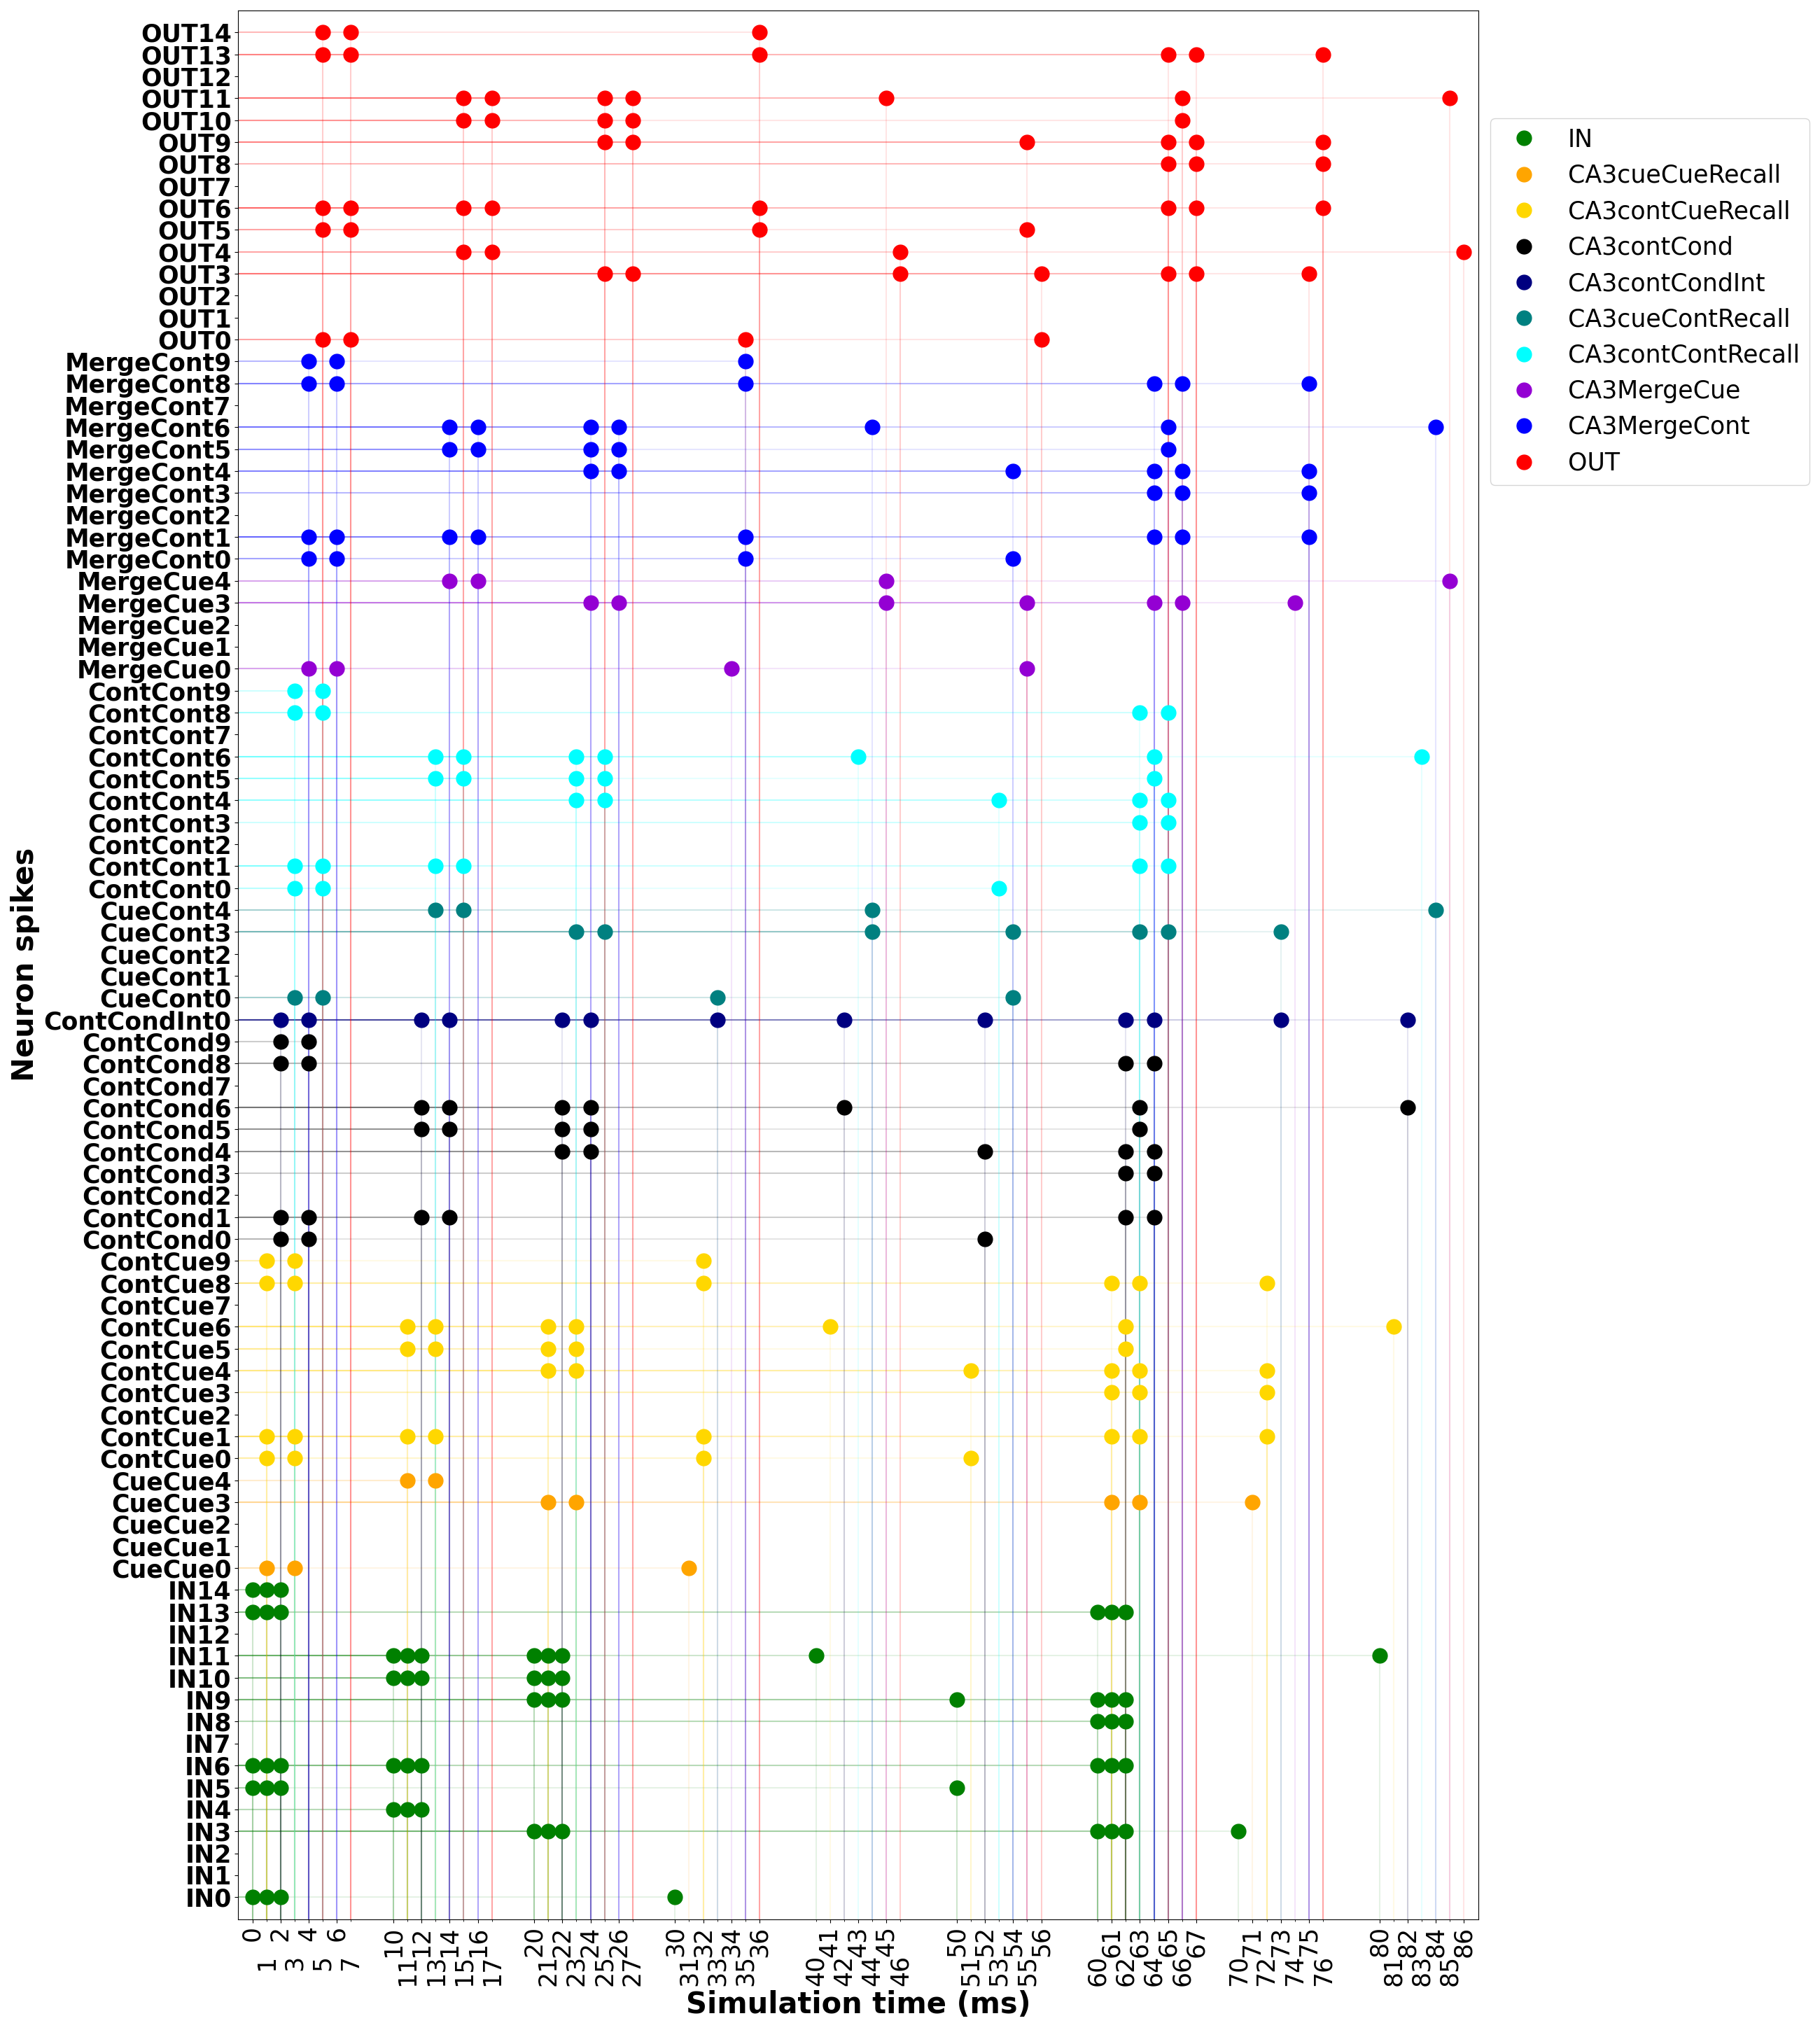 Neuron spikes
OUT14
OUT13
OUT12
OUT11
OUT10
OUT9
OUT8
OUT7
OUT6
OUT5
OUT4
OUT3
OUT2
OUT1
OUT0
MergeCont9
MergeCont8
MergeCont7
MergeCont6
MergeCont5
MergeCont4
MergeCont3
MergeCont2
MergeCont1
MergeCont0
MergeCue4
MergeCue3
MergeCue2
MergeCue1
MergeCue0
ContCont9
ContCont8
ContCont7
ContCont6
ContCont5
ContCont4
ContCont3
ContCont2
ContCont1
ContCont0
CueCont4
CueCont3
CueCont2
CueCont1
CueCont0
ContCondInt0
ContCond9
ContCond8
ContCond7
ContCond6
ContCond5
ContCond4
ContCond3
ContCond2
ContCond1
ContCond0
ContCue9
ContCue8
ContCue7
ContCue6
ContCue5
ContCue4
ContCue3
ContCue2
ContCue1
ContCue0
CueCue4
CueCue3
CueCue2
CueCue1
CueCue0
IN14
IN13
IN12
IN11
IN10
IN9
IN8
IN7
IN6
IN5
IN4
IN3
IN2
IN1
IN0
0 2 4 6 10 12 14 16 20 22 24 26 30 32 34 36 41 43 45 50 52 54 56 61 63 65 67 71 73 75 80 82 84 86
1 3 5 7 11 13 15 17 21 23 25 27 31 33 35 40 42 44 46 51 53 55 60 62 64 66 70 72 74 76 81 83 85
Simulation time (ms)
IN
CA3cueCueRecall
CA3contCueRecall
CA3contCond
CA3contCondInt
CA3cueContRecall
CA3contContRecall
CA3MergeCue
CA3MergeCont
OUT